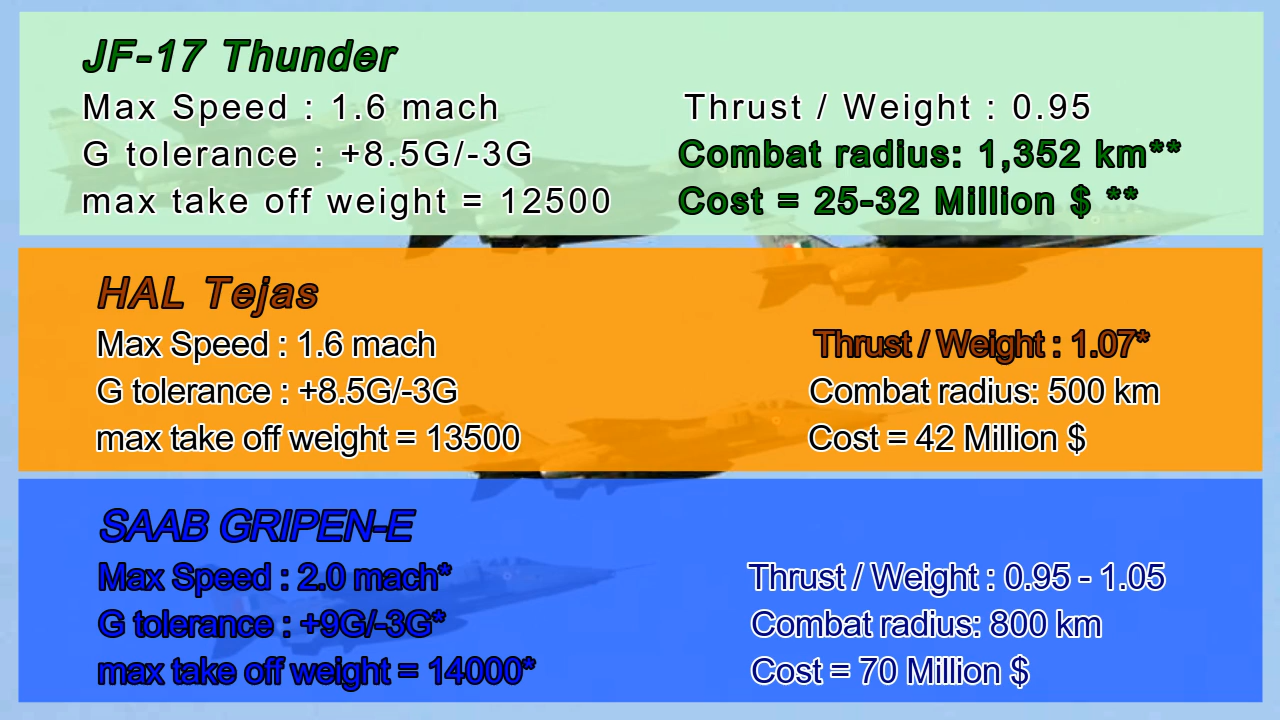 JF-17 Thunder
Max Speed : 1.6 mach
G tolerance : +8.5G/-3G
max take off weight = 12500
Thrust / Weight : 0.95
Combat radius: 1,352 km**
Cost = 25-32 Million $ **
HAL Tejas
Max Speed : 1.6 mach
G tolerance : +8.5G/-3G
max take off weight = 13500
Thrust / Weight : 1.07*
Combat radius: 500 km
Cost = 42 Million $
SAAB GRIPEN-E
Max Speed : 2.0 mach*
G tolerance : +9G/-3G*
max take off weight = 14000*
Thrust / Weight : 0.95 - 1.05
Combat radius: 800 km
Cost = 70 Million $